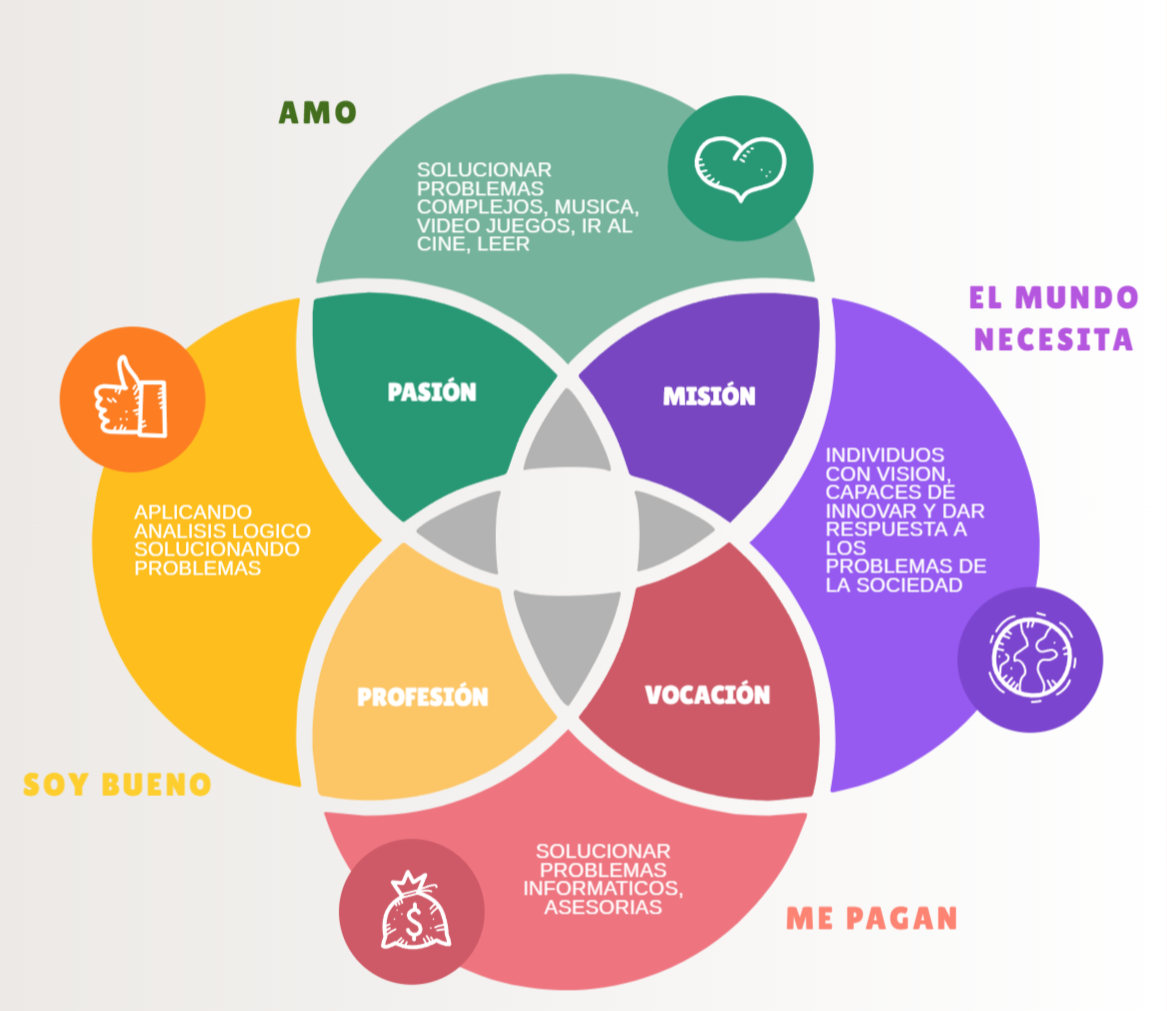 AMO
SOLUCIONAR
PROBLEMAS
COMPLEJOS, MUSICA,
VIDEO JUEGOS, IR AL
CINE, LEER
EL MUNDO
NECESITA
PASIÓN
MISIÓN
INDIVIDUOS
CON VISION,
CAPACES DE
INNOVAR Y DAR
RESPUESTA A
LOS
PROBLEMAS DE
LA SOCIEDAD
APLICANDO
ANALISIS LOGICO
SOLUCIONANDO
PROBLEMAS
PROFESIÓN
VOCACIÓN
SOY BUENO
SOLUCIONAR
PROBLEMAS
INFORMATICOS,
ASESORIAS
$
ME PAGAN